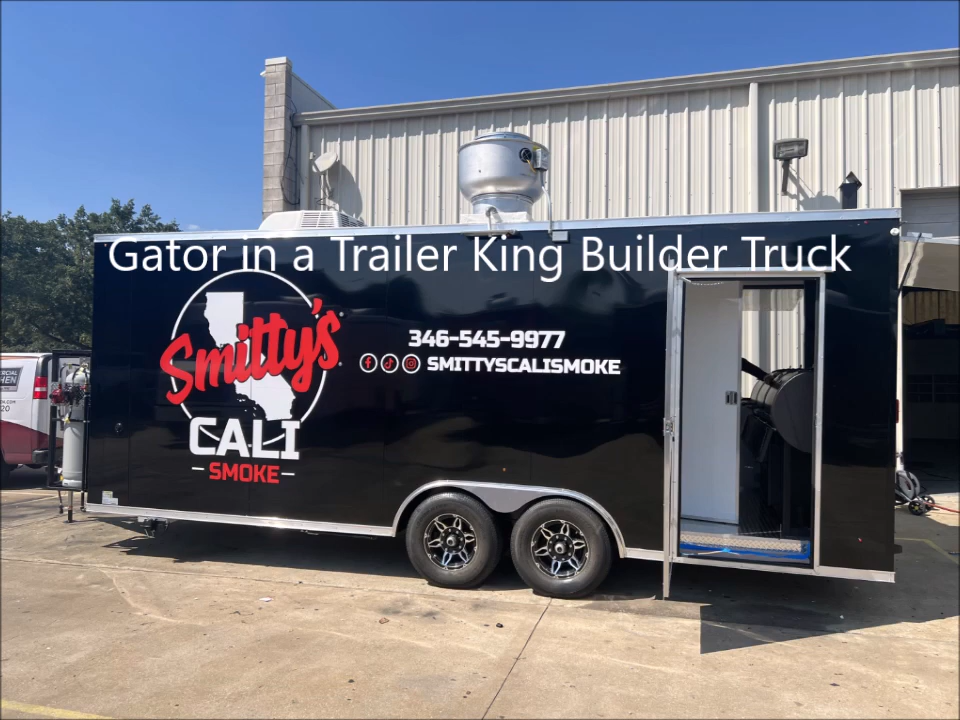 Gator in a Trailer King Builder Truck
Smitty's
CALI
SMOKE
346-545-9977
SMITTYSCALISMOKE